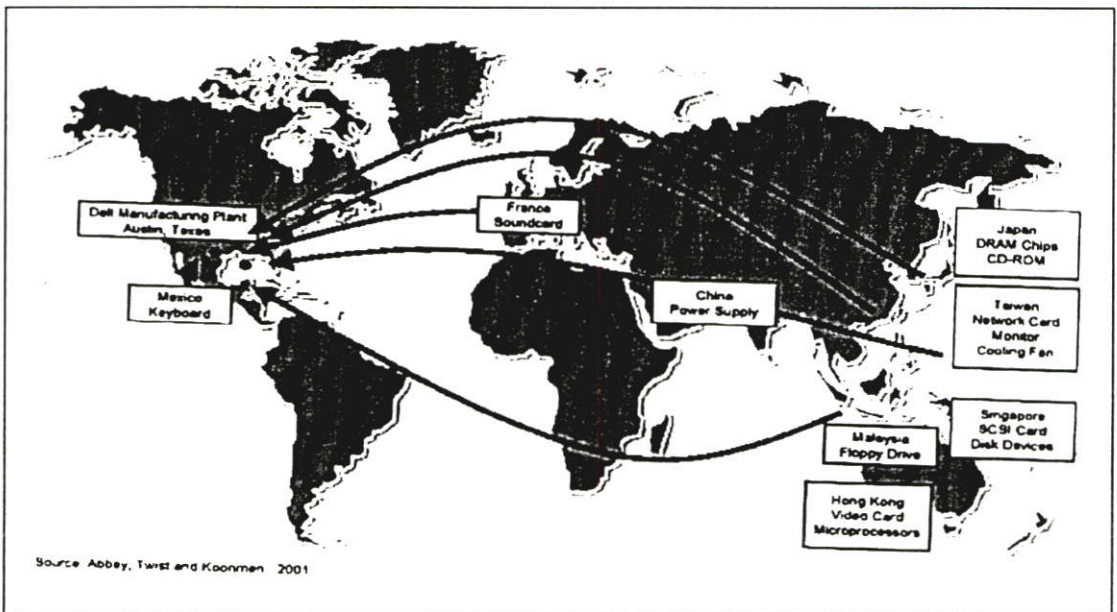 Dell Manufacturing Plant
Austin, Texas
Mexico
Keyboard
France
Soundcard
China
Power Supply
Japan
DRAM Chips
CD-ROM
Taiwan
Network Card
Monitor
Cooling Fan
Singapore
SCSI Card
Disk Devices
Malaysia
Floppy Drive
Hong Kong
Video Card
Microprocessors
Source: Abbey, Twist and Koonmen 2001